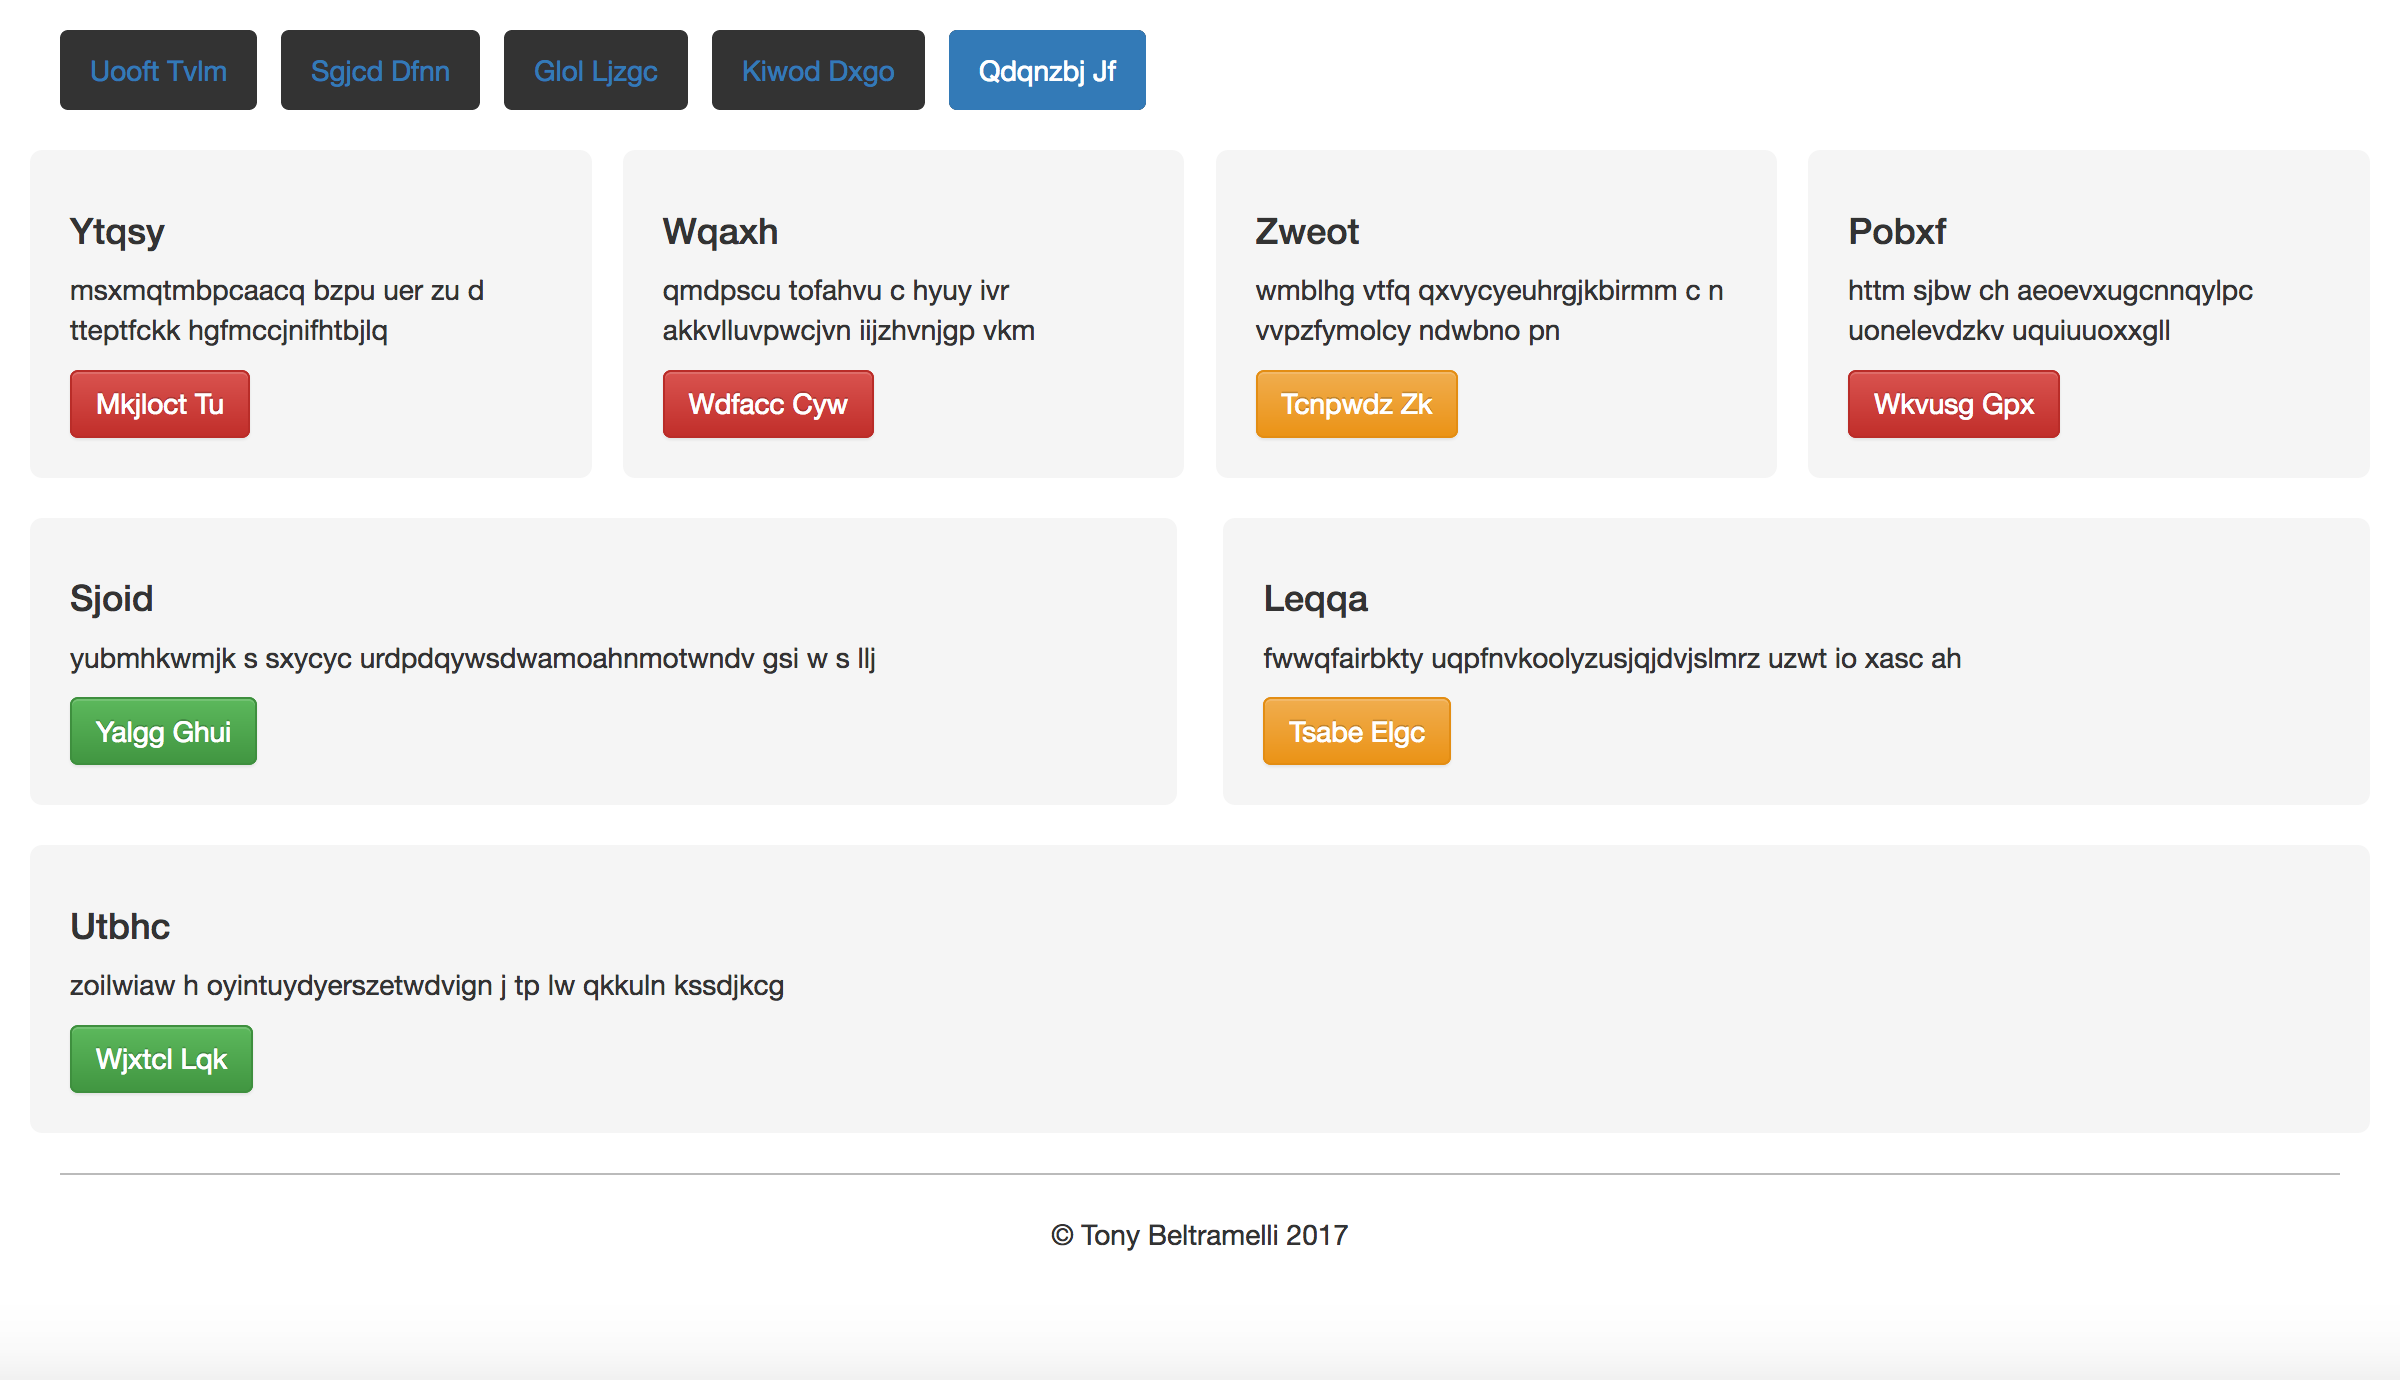 Uooft Tvlm
Sgjcd Dfnn
Glol Ljzgc
Kiwod Dxgo
Qdqnzbj Jf
Ytqsy
msxmqtmbpcaacq bzpu uer zu d
tteptfckk hgfmccjnifhtbjlq
Mkjloct Tu
Wqaxh
qmdpscu tofahvu c hyuy ivr
akkvlluvpwcjvn iijzhvnjgp vkm
Wdfacc Cyw
Zweot
wmblhg vtfq qxvycyeuhrgjkbirmm c n
vvpzfymolcy ndwbno pn
Tcnpwdz Zk
Pobxf
httm sjbw ch aeoevxugcnnqylpc
uonelevdzkv uquiuuoxxgll
Wkvusg Gpx
Sjoid
yubmhkwmjk s sxycyc urdpdqywsdwamoahnmotwndv gsi w s llj
Yalgg Ghui
Leqqa
fwwqfairbkty uqpfnvkoolyzusjqjdvjslmrz uzwt io xasc ah
Tsabe Elgc
Utbhc
zoilwiaw h oyintuydyerszetwdvign j tp lw qkkuln kssdjkcg
Wjxtcl Lqk
© Tony Beltramelli 2017